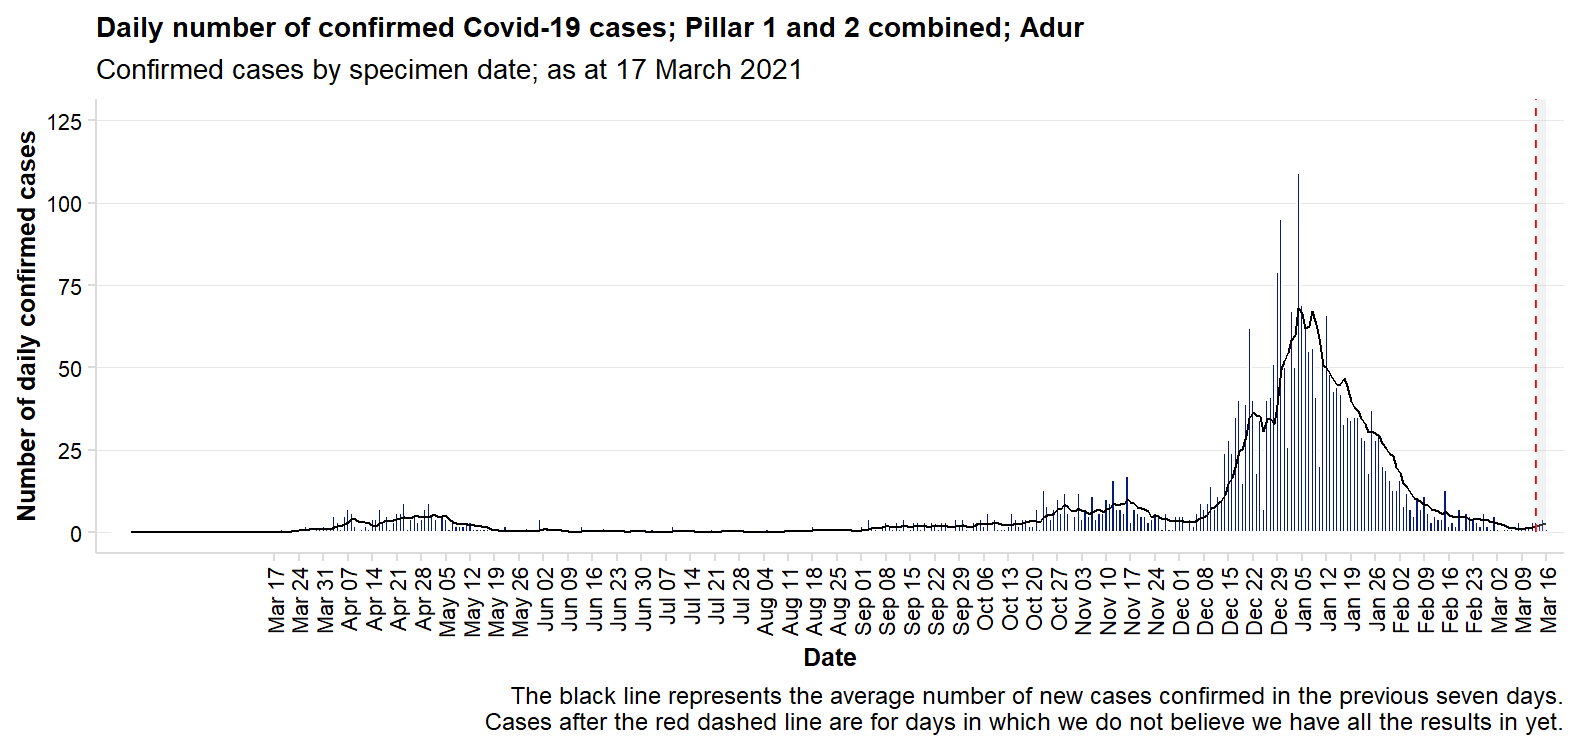 Daily number of confirmed Covid-19 cases; Pillar 1 and 2 combined; Adur
Confirmed cases by specimen date; as at 17 March 2021
Number of daily confirmed cases
125
100
75
50
25
0
Mar 17
Mar 24
Mar 31
Apr 07
Apr 14
Apr 21
Apr 28
May 05
May 12
May 19
May 26
Jun 02
Jun 09
Jun 16
Jun 23
Jun 30
Jul 07
Jul 14
Jul 21
Jul 28
Aug 04
Aug 11
Aug 18
Aug 25
Sep 01
Sep 08
Sep 15
Sep 22
Sep 29
Oct 06
Oct 13
Oct 20
Oct 27
Nov 03
Nov 10
Nov 17
Nov 24
Dec 01
Dec 08
Dec 15
Dec 22
Dec 29
Jan 05
Jan 12
Jan 19
Jan 26
Feb 02
Feb 09
Feb 16
Feb 23
Mar 02
Mar 09
Mar 16
Date
The black line represents the average number of new cases confirmed in the previous seven days.
Cases after the red dashed line are for days in which we do not believe we have all the results in yet.